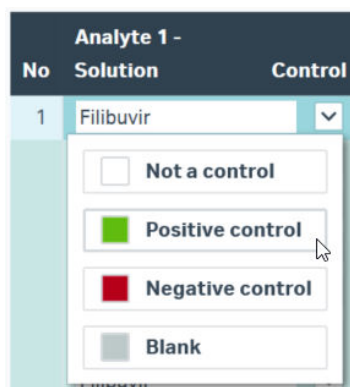 Analyte 1 -
No Solution Control
1 Filibuvir
Not a control
Positive control
Negative control
Blank